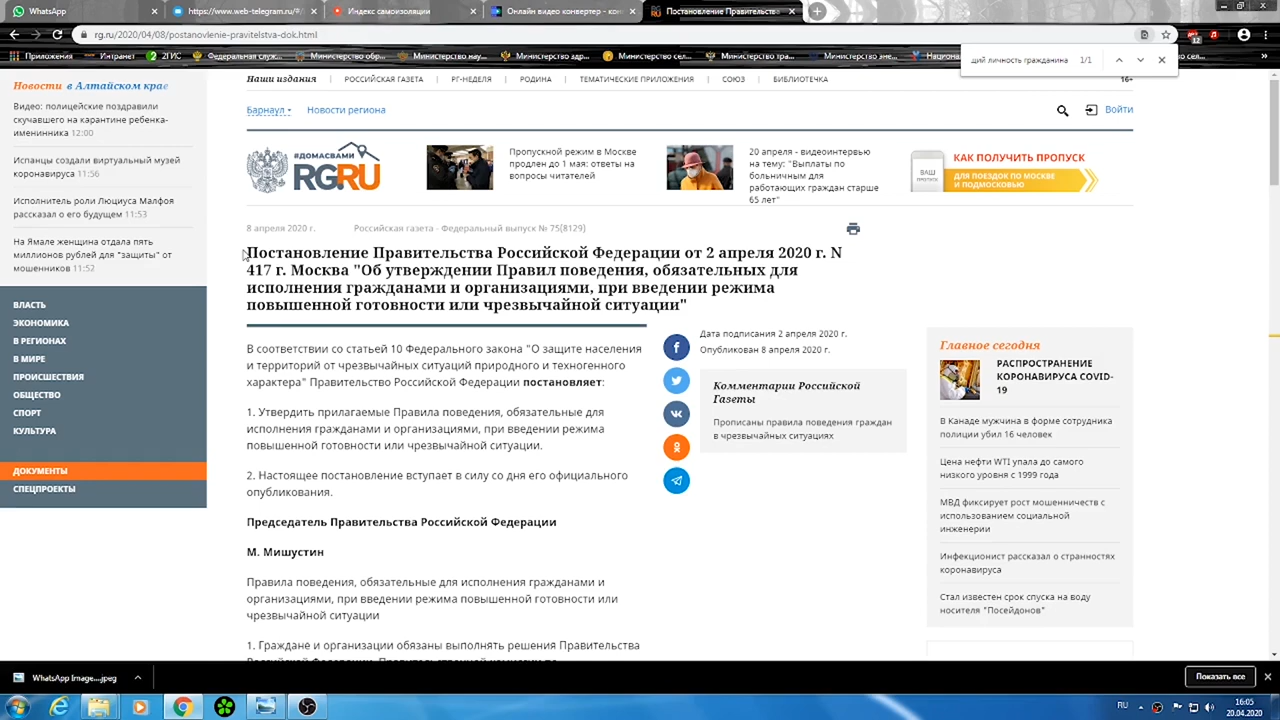 WhatsApp
https://www.web-telegram.ru/#/
Индекс самоизоляции
Онлайн видео конвертер - кон
Постановление Правительства
rg.ru/2020/04/08/postanovlenie-pravitelstva-dok.html
Приложения
Интранет
2ГИС
Федеральная служ...
Министерство обр...
Министерство нау...
Министерство здр...
Министерство сел...
Министерство тра...
Министерство эне...
щий личность гражданина 1/1
Наши издания РОССИЙСКАЯ ГАЗЕТА РГ-НЕДЕЛЯ РОДИНА ТЕМАТИЧЕСКИЕ ПРИЛОЖЕНИЯ СОЮЗ БИБЛИОТЕКА 16+
Барнаул Новости региона Войти
Новости в Алтайском крае
Видео: полицейские поздравили
скучавшего на карантине ребенка-
именинника 12:00
Испанцы создали виртуальный музей
коронавируса 11:56
Исполнитель роли Люциуса Малфоя
рассказал о его будущем 11:53
На Ямале женщина отдала пять
миллионов рублей для "защиты" от
мошенников 11:52
ВЛАСТЬ
ЭКОНОМИКА
В РЕГИОНАХ
В МИРЕ
ПРОИСШЕСТВИЯ
ОБЩЕСТВО
СПОРТ
КУЛЬТУРА
ДОКУМЕНТЫ
СПЕЦПРОЕКТЫ
#ДОМАСВАМИ
RGRU
Пропускной режим в Москве
продлен до 1 мая: ответы на
вопросы читателей
20 апреля - видеоинтервью
на тему: "Выплаты по
больничным для
работающих граждан старше
65 лет"
ВАШ
ПРОПУСК
КАК ПОЛУЧИТЬ ПРОПУСК
ДЛЯ ПОЕЗДОК ПО МОСКВЕ
И ПОДМОСКОВЬЮ
8 апреля 2020 г. Российская газета - Федеральный выпуск № 75(8129)
Постановление Правительства Российской Федерации от 2 апреля 2020 г. N
417 г. Москва "Об утверждении Правил поведения, обязательных для
исполнения гражданами и организациями, при введении режима
повышенной готовности или чрезвычайной ситуации"
В соответствии со статьей 10 Федерального закона "О защите населения
и территорий от чрезвычайных ситуаций природного и техногенного
характера" Правительство Российской Федерации постановляет:
1. Утвердить прилагаемые Правила поведения, обязательные для
исполнения гражданами и организациями, при введении режима
повышенной готовности или чрезвычайной ситуации.
2. Настоящее постановление вступает в силу со дня его официального
опубликования.
Председатель Правительства Российской Федерации
М. Мишустин
Правила поведения, обязательные для исполнения гражданами и
организациями, при введении режима повышенной готовности или
чрезвычайной ситуации
1. Граждане и организации обязаны выполнять решения Правительства
Дата подписания 2 апреля 2020 г.
Опубликован 8 апреля 2020 г.
Комментарии Российской
Газеты
Прописаны правила поведения граждан
в чрезвычайных ситуациях
Главное сегодня
РАСПРОСТРАНЕНИЕ
КОРОНАВИРУСА COVID-
19
В Канаде мужчина в форме сотрудника
полиции убил 16 человек
Цена нефти WTI упала до самого
низкого уровня с 1999 года
МВД фиксирует рост мошенничеств с
использованием социальной
инженерии
Инфекционист рассказал о странностях
коронавируса
Стал известен срок спуска на воду
носителя "Посейдонов"
WhatsApp Image....jpeg
Показать все
RU
16:05
20.04.2020